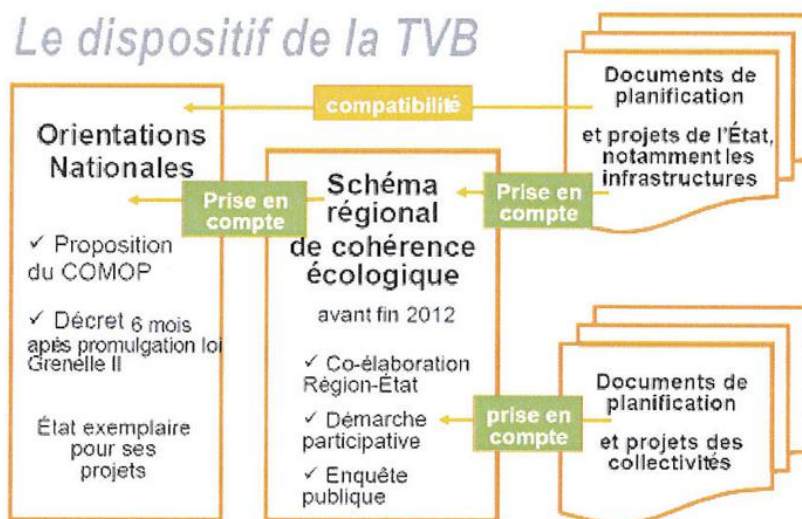 Le dispositif de la TVB
Orientations
Nationales
✓ Proposition
du COMOP
✓ Décret 6 mois
après promulgation loi
Grenelle II
État exemplaire
pour ses
projets
compatibilité
Prise en
compte
Schéma
régional
de cohérence
écologique
avant fin 2012
✓ Co-élaboration
Région-État
✓ Démarche
participative
✓ Enquête
publique
Prise en
compte
Documents de
planification
et projets de l'État,
notamment les
infrastructures
prise en
compte
Documents de
planification
et projets des
collectivités